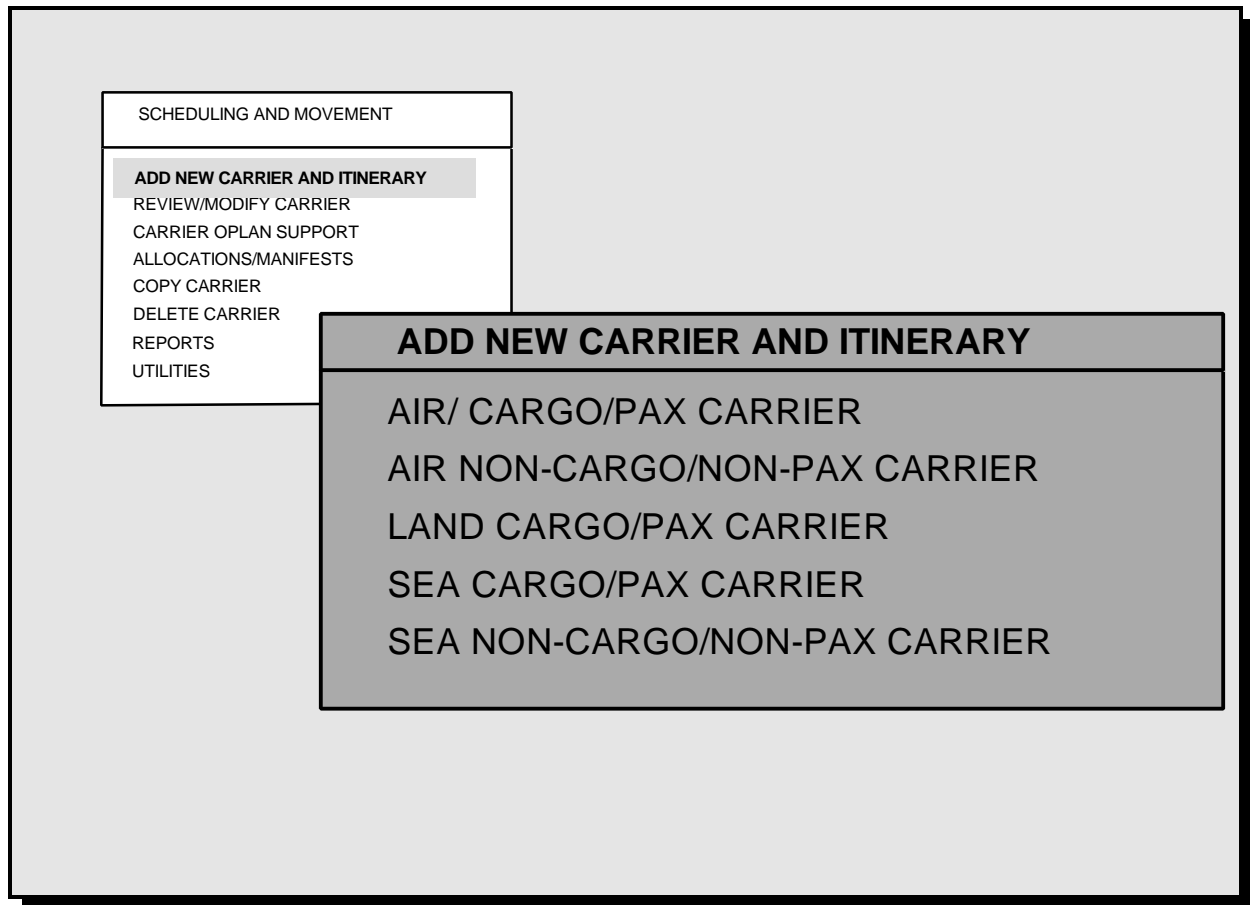 SCHEDULING AND MOVEMENT
ADD NEW CARRIER AND ITINERARY
REVIEW/MODIFY CARRIER
CARRIER OPLAN SUPPORT
ALLOCATIONS/MANIFESTS
COPY CARRIER
DELETE CARRIER
REPORTS
UTILITIES
ADD NEW CARRIER AND ITINERARY
AIR/ CARGO/PAX CARRIER
AIR NON-CARGO/NON-PAX CARRIER
LAND CARGO/PAX CARRIER
SEA CARGO/PAX CARRIER
SEA NON-CARGO/NON-PAX CARRIER